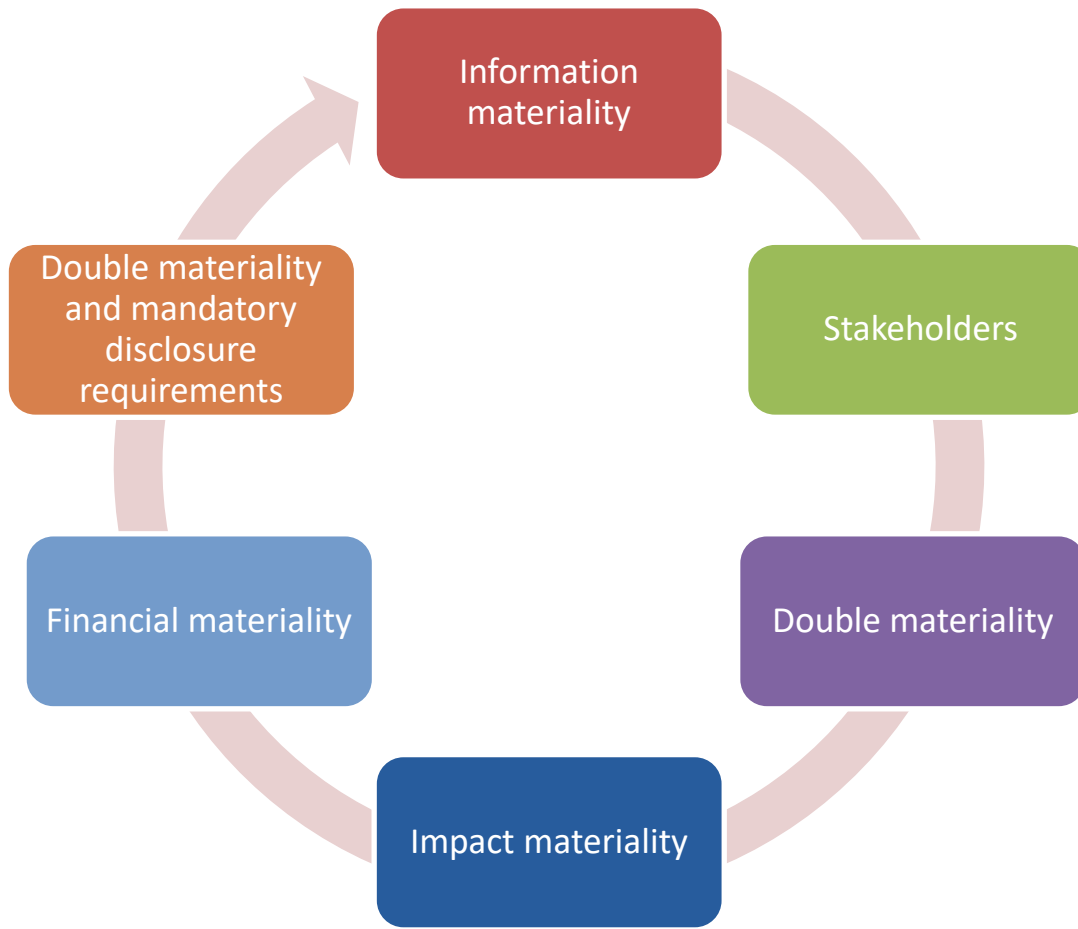 Information
materiality
Stakeholders
Double materiality
Impact materiality
Financial materiality
Double materiality
and mandatory
disclosure
requirements